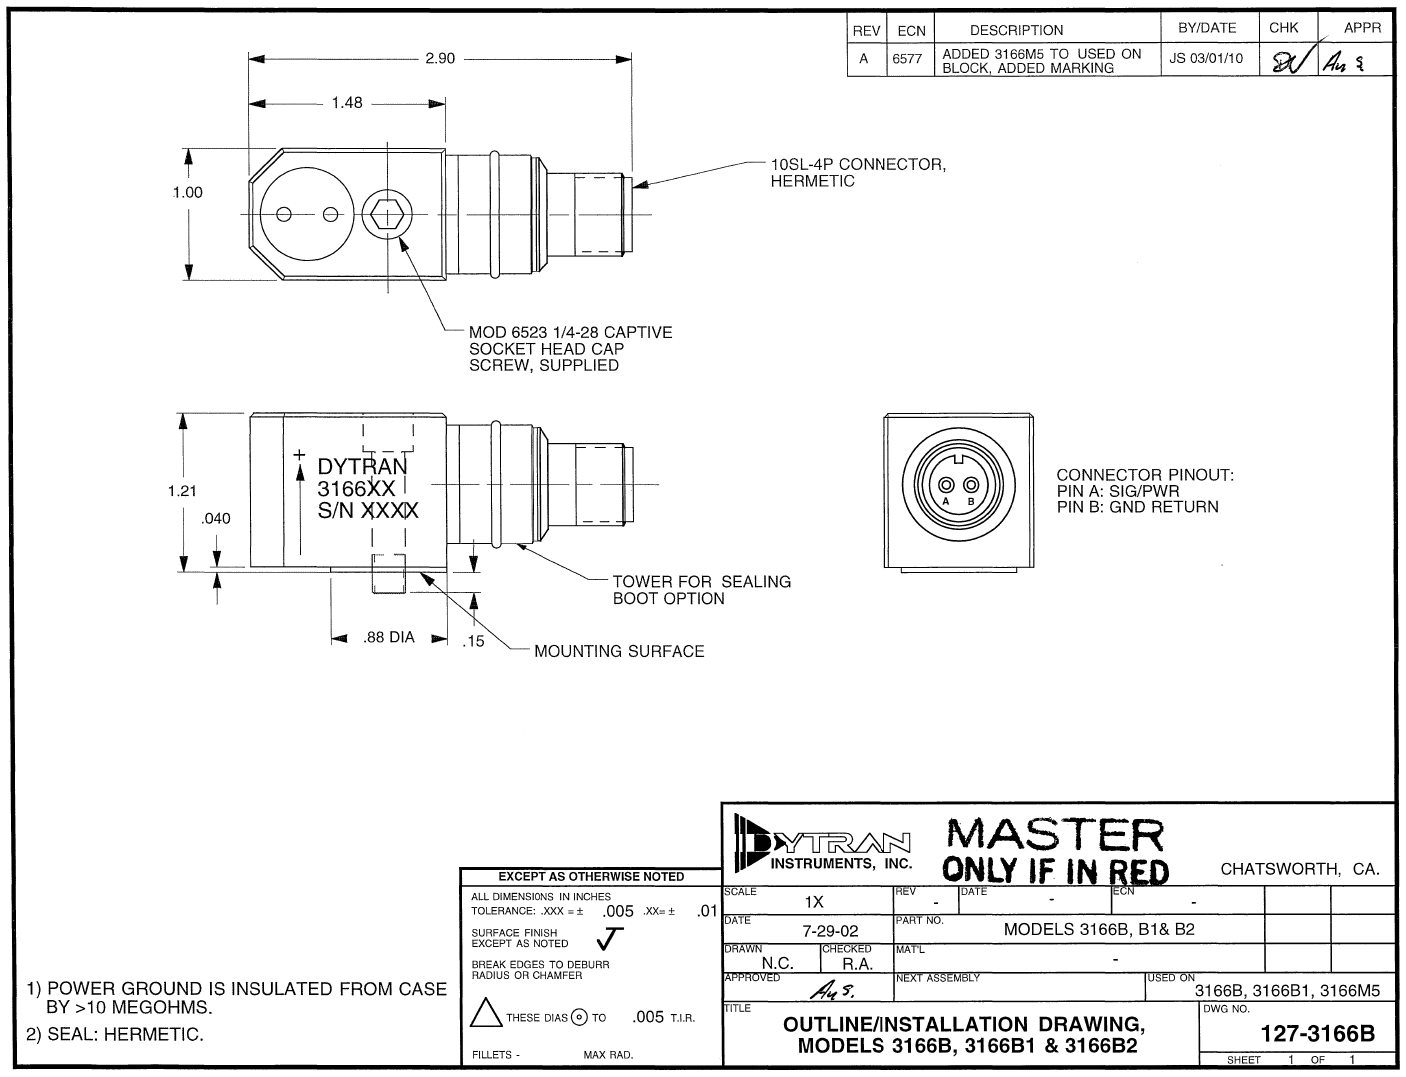 REV ECN DESCRIPTION BY/DATE CHK APPR
A 6577 ADDED 3166M5 TO USED ON JS 03/01/10
BLOCK, ADDED MARKING
2.90
1.48
1.00
10SL-4P CONNECTOR,
HERMETIC
MOD 6523 1/4-28 CAPTIVE
SOCKET HEAD CAP
SCREW, SUPPLIED
1.21
.040
+
DYTRAN
3166XX
S/N XXXX
.88 DIA
.15
TOWER FOR SEALING
BOOT OPTION
MOUNTING SURFACE
A B
CONNECTOR PINOUT:
PIN A: SIG/PWR
PIN B: GND RETURN
1) POWER GROUND IS INSULATED FROM CASE
BY >10 MEGOHMS.
2) SEAL: HERMETIC.
EXCEPT AS OTHERWISE NOTED
ALL DIMENSIONS IN INCHES
TOLERANCE: .XXX = ± .005 .XX= ± .01
SURFACE FINISH
EXCEPT AS NOTED
BREAK EDGES TO DEBURR
RADIUS OR CHAMFER
THESE DIAS TO .005 T.I.R.
FILLETS - MAX RAD.
DYTRAN
INSTRUMENTS, INC.
MASTER
ONLY IF IN RED
CHATSWORTH, CA.
SCALE 1X
REV - DATE - ECN -
DATE 7-29-02
PART NO. MODELS 3166B, B1& B2
DRAWN N.C. CHECKED R.A.
MAT'L -
APPROVED
NEXT ASSEMBLY
USED ON 3166B, 3166B1, 3166M5
TITLE
OUTLINE/INSTALLATION DRAWING,
MODELS 3166B, 3166B1 & 3166B2
DWG NO.
127-3166B
SHEET 1 OF 1